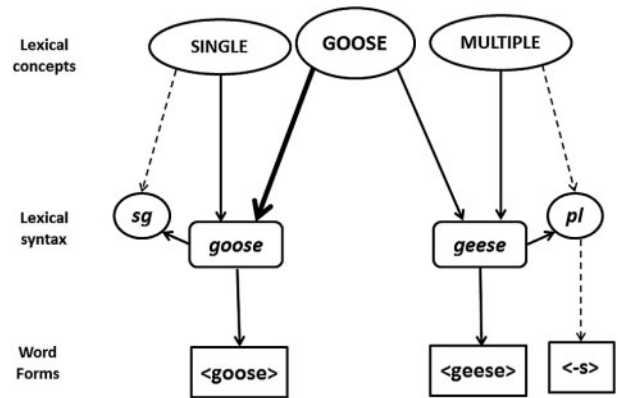 Lexical
concepts
SINGLE
GOOSE
MULTIPLE
Lexical
syntax
sg
goose
geese
pl
Word
Forms
<goose>
<geese>
<-s>